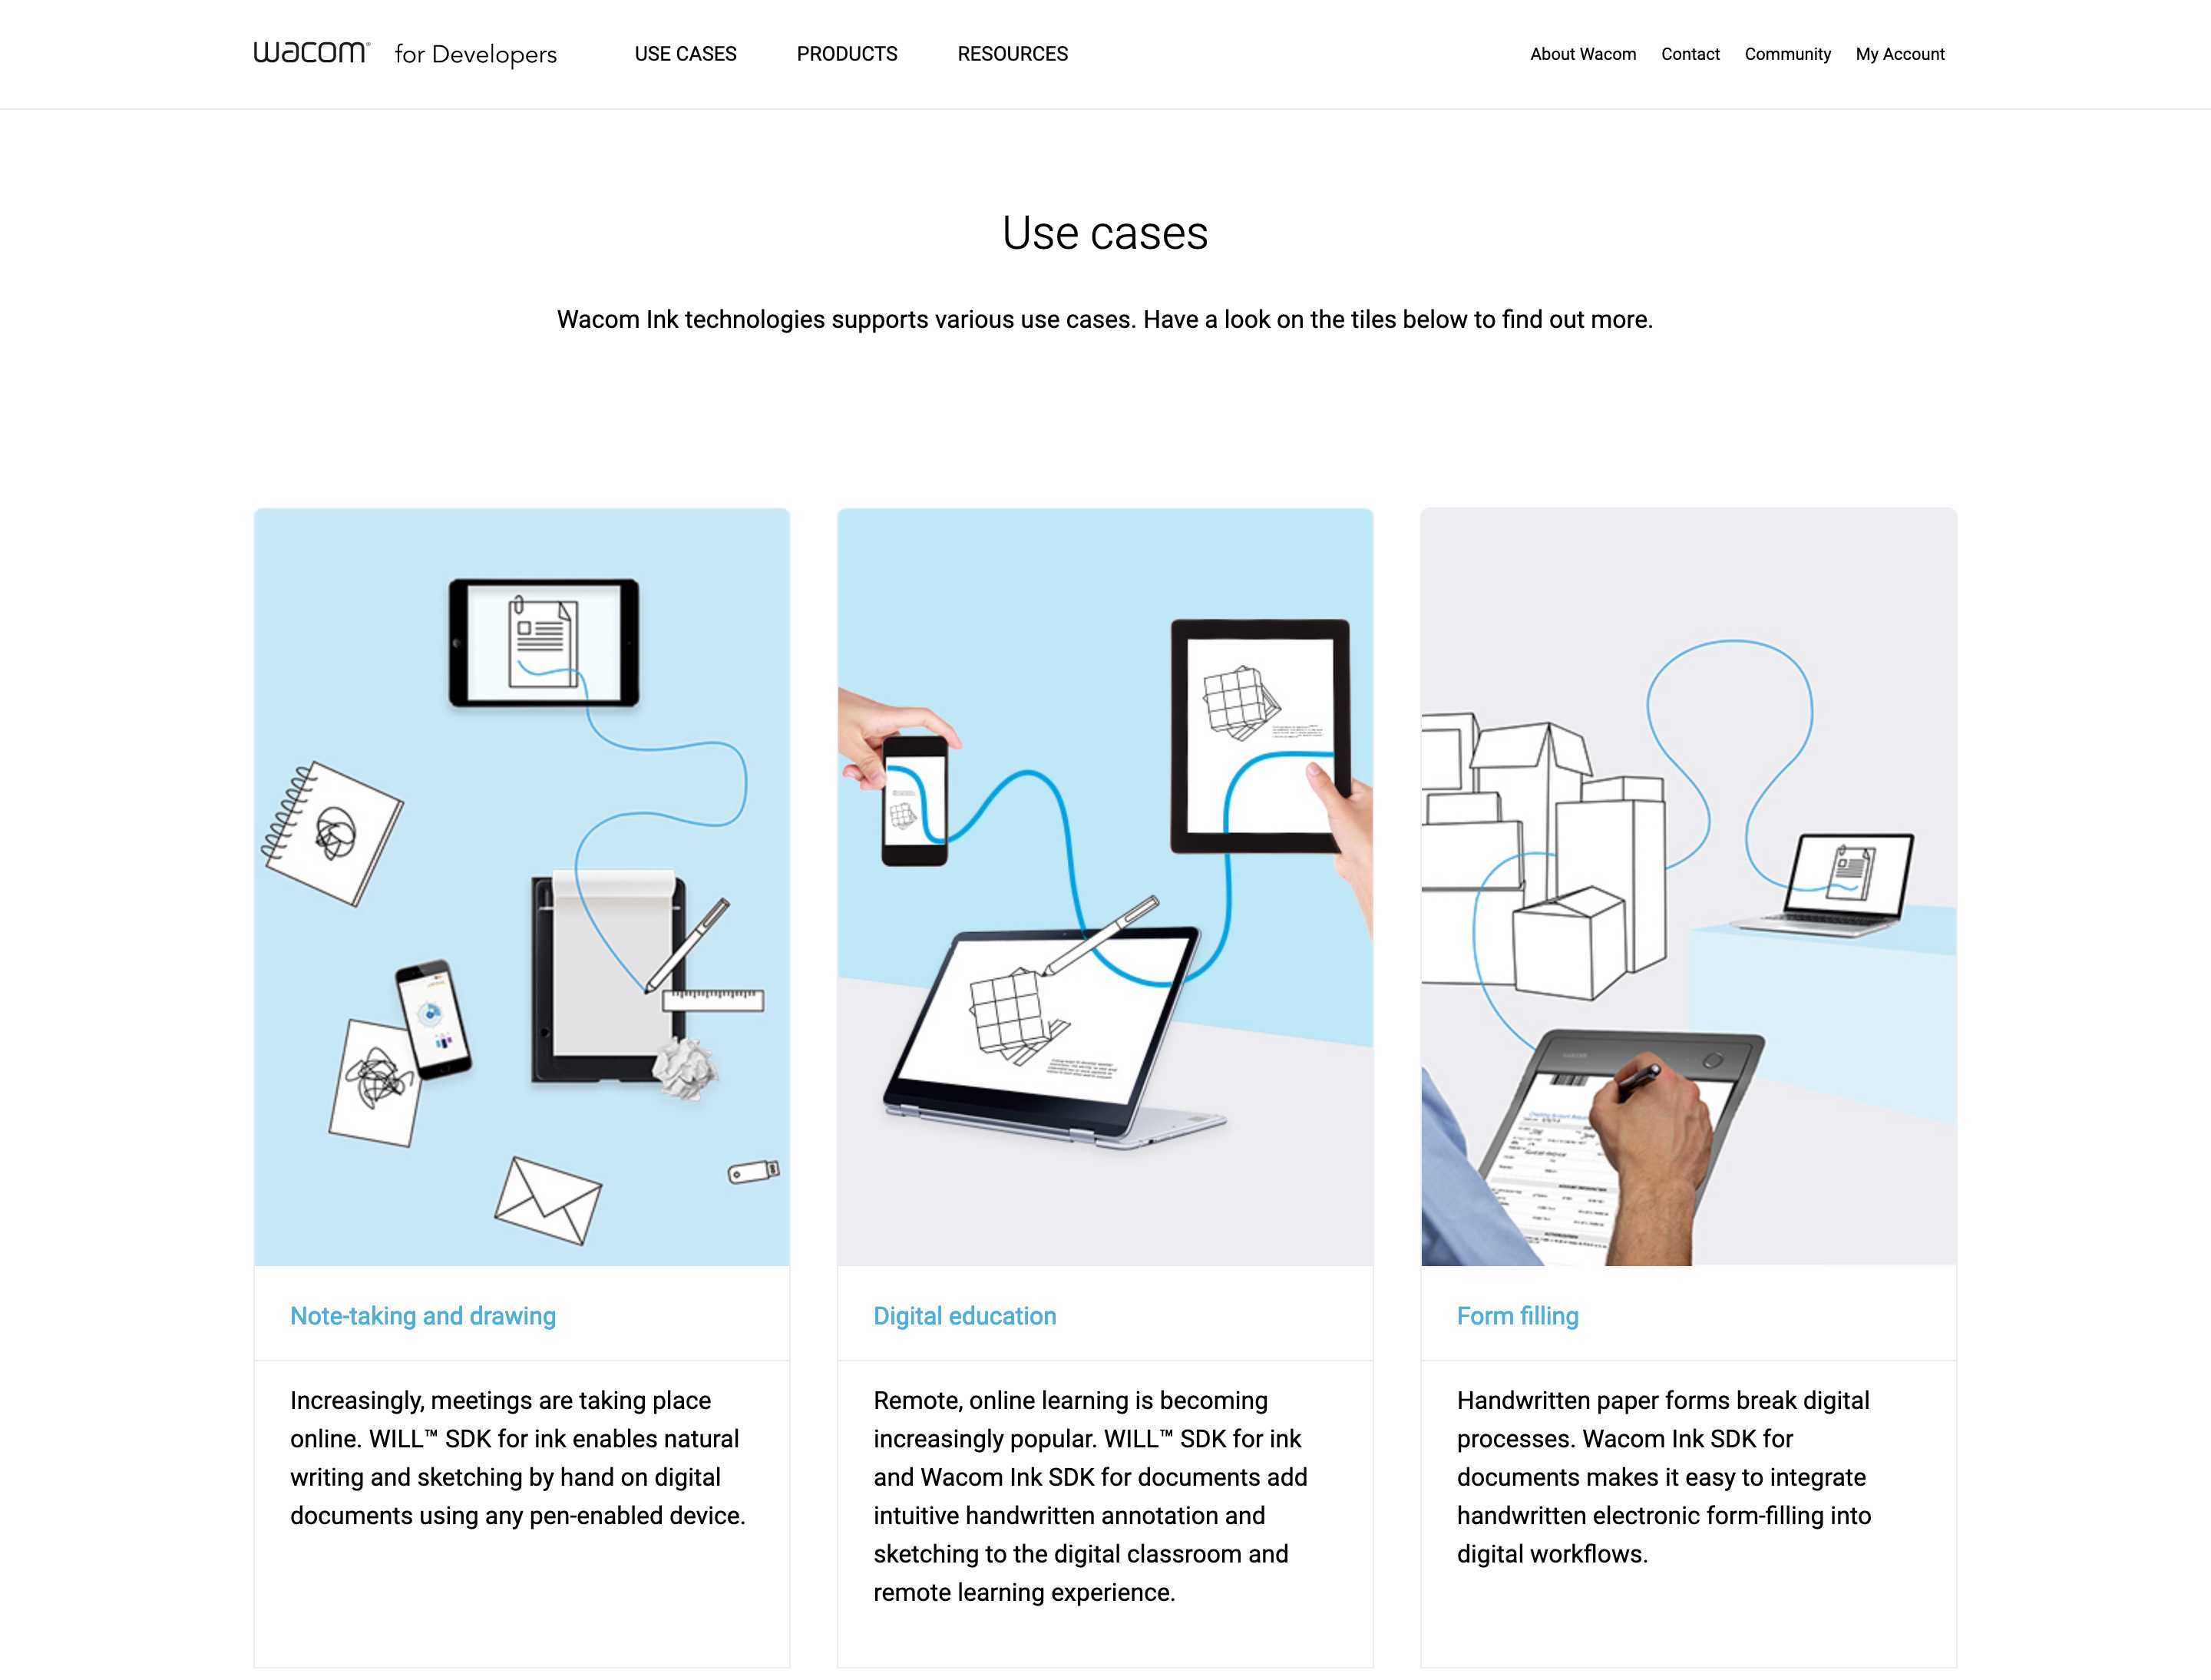 wacom for Developers
USE CASES
PRODUCTS
RESOURCES
About Wacom
Contact
Community
My Account
Use cases
Wacom Ink technologies supports various use cases. Have a look on the tiles below to find out more.
Note-taking and drawing
Increasingly, meetings are taking place
online. WILL™ SDK for ink enables natural
writing and sketching by hand on digital
documents using any pen-enabled device.
Digital education
Remote, online learning is becoming
increasingly popular. WILL™ SDK for ink
and Wacom Ink SDK for documents add
intuitive handwritten annotation and
sketching to the digital classroom and
remote learning experience.
Form filling
Handwritten paper forms break digital
processes. Wacom Ink SDK for
documents makes it easy to integrate
handwritten electronic form-filling into
digital workflows.